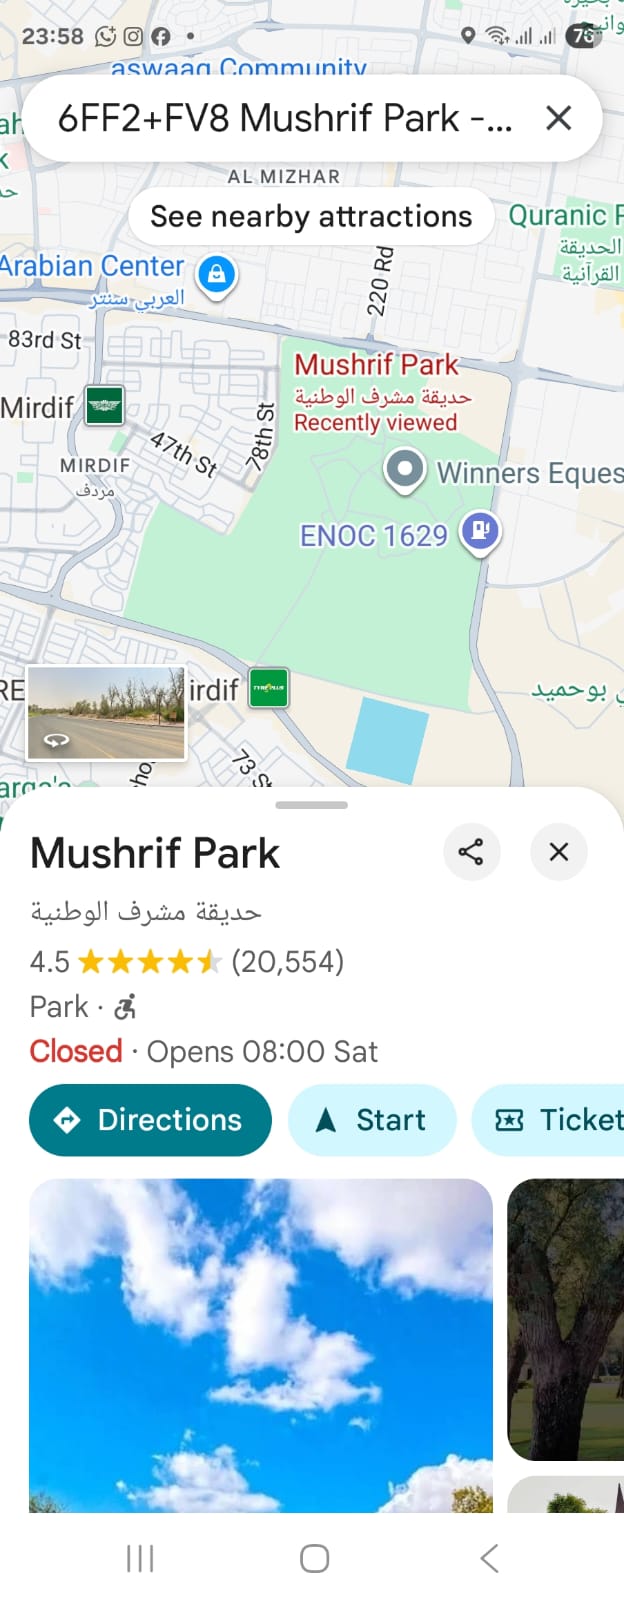 23:58
76
aswaaq Community
6FF2+FV8 Mushrif Park -...
AL MIZHAR
See nearby attractions
Quranic P
الحديقة
القرآنية
Arabian Center
العربي سنتر
220 Rd
83rd St
Mushrif Park
حديقة مشرف الوطنية
Recently viewed
Mirdif
78th St
47th St
MIRDIF
مردف
Winners Eques
ENOC 1629
RE
irdif
TYREPLUS
ي بوحميد
73 St
Mushrif Park
حديقة مشرف الوطنية
4.5 (20,554)
Park ·
Closed · Opens 08:00 Sat
Directions
Start
Ticket